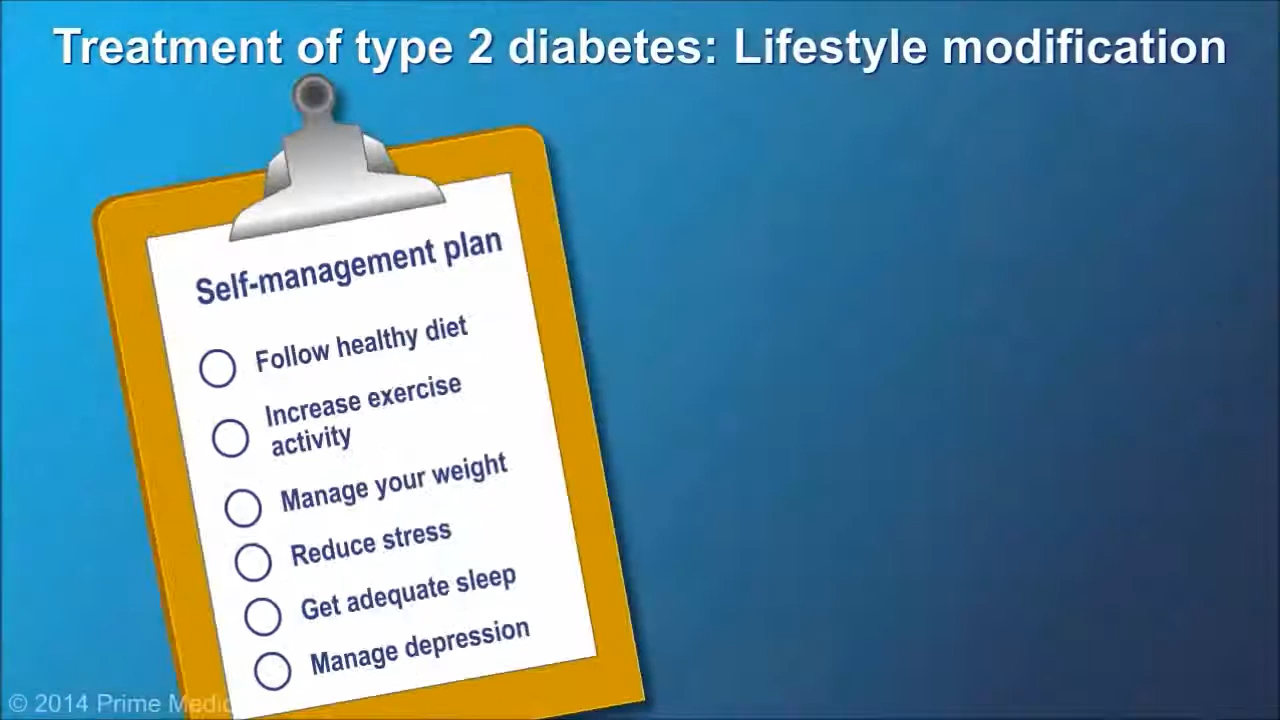 Treatment of type 2 diabetes: Lifestyle modification
Self-management plan
Follow healthy diet
Increase exercise
activity
Manage your weight
Reduce stress
Get adequate sleep
Manage depression
© 2014 Prime